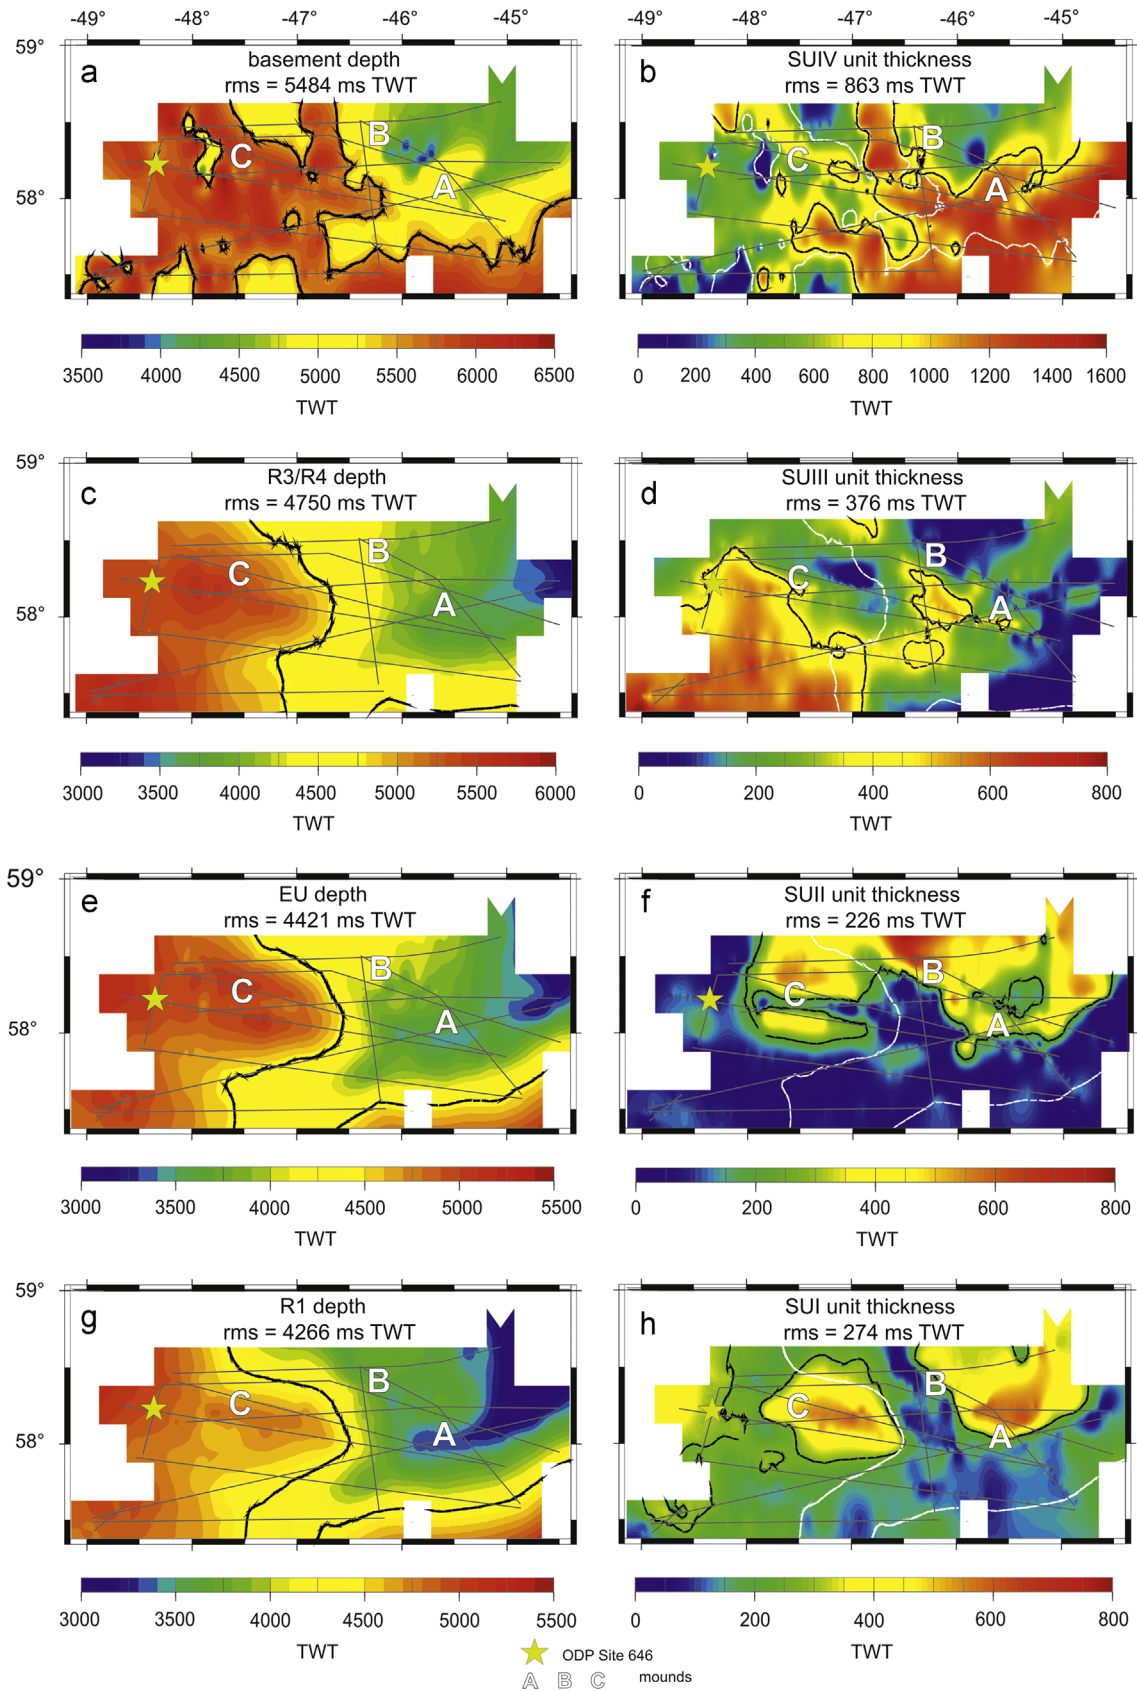 -49° -48° -47° -46° -45° -49° -48° -47° -46° -45°
59°
a basement depth
rms = 5484 ms TWT
b SUIV unit thickness
rms = 863 ms TWT
B
C
A
B
C
A
58°
3500 4000 4500 5000 5500 6000 6500
TWT
0 200 400 600 800 1000 1200 1400 1600
TWT
59°
c R3/R4 depth
rms = 4750 ms TWT
d SUIII unit thickness
rms = 376 ms TWT
B
C
A
B
C
A
58°
3000 3500 4000 4500 5000 5500 6000
TWT
0 200 400 600 800
TWT
59°
e EU depth
rms = 4421 ms TWT
f SUII unit thickness
rms = 226 ms TWT
B
C
A
B
C
A
58°
3000 3500 4000 4500 5000 5500
TWT
0 200 400 600 800
TWT
59°
g R1 depth
rms = 4266 ms TWT
h SUI unit thickness
rms = 274 ms TWT
B
C
A
B
C
A
58°
3000 3500 4000 4500 5000 5500
TWT
0 200 400 600 800
TWT
ODP Site 646
A B C mounds